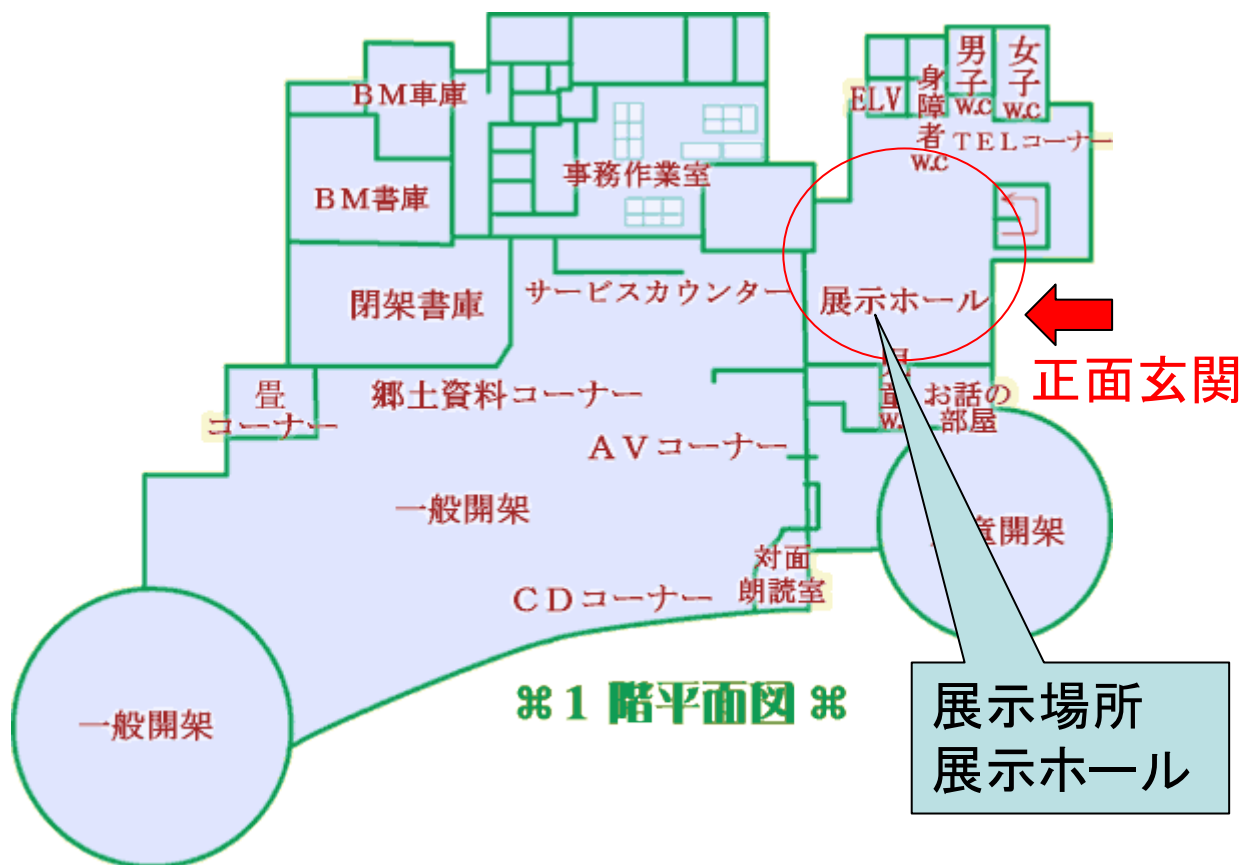 BM車庫
BM書庫
閉架書庫
事務作業室
サービスカウンター
ELV
身障者
W.C
男子
W.C
女子
W.C
TELコーナー
展示ホール
正面玄関
畳
コーナー
郷土資料コーナー
AVコーナー
W.
お話の
部屋
一般開架
童開架
対面
朗読室
CDコーナー
一般開架
⌘1 階平面図 ⌘
展示場所
展示ホール